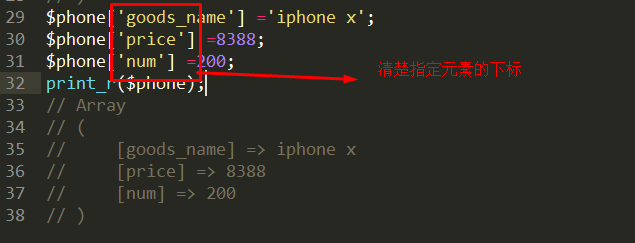 29 $phone['goods_name'] ='iphone x';
30 $phone['price'] =8388;
31 $phone['num'] =200;
清楚指定元素的下标
32 print_r($phone);
33 // Array
34 // (
35 //     [goods_name] => iphone x
36 //     [price] => 8388
37 //     [num] => 200
38 // )